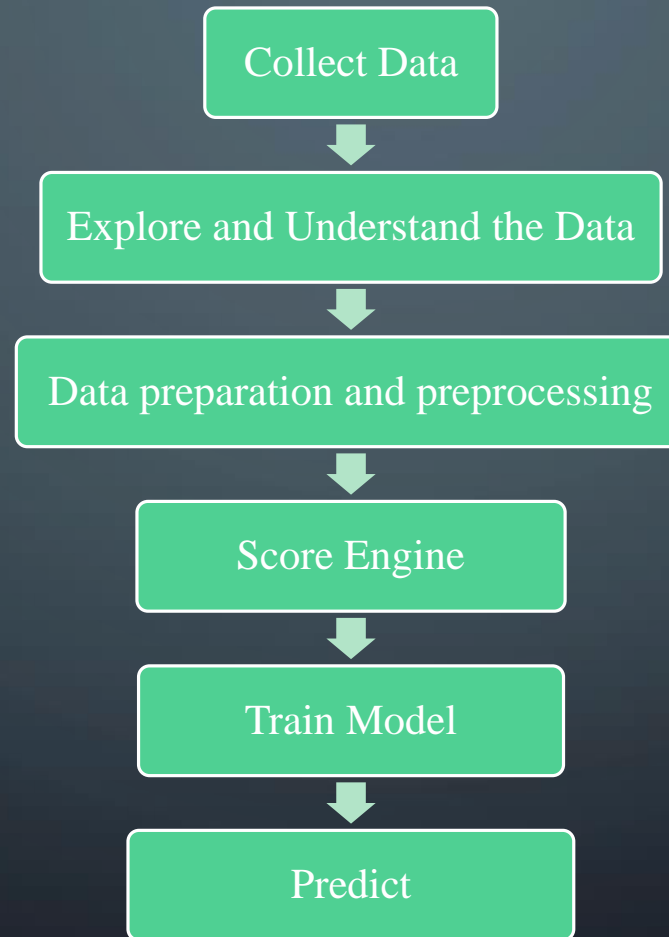 Collect Data
Explore and Understand the Data
Data preparation and preprocessing
Score Engine
Train Model
Predict